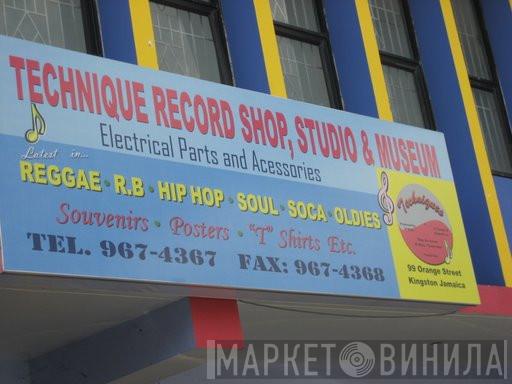 TECHNIQUE RECORD SHOP, STUDIO & MUSEUM
Electrical Parts and Acessories
Latest in...
REGGAE · R.B · HIP HOP · SOUL · SOCA · OLDIES
Souvenirs · Posters · "T" Shirts Etc.
TEL. 967-4367 FAX: 967-4368
Techniques
99 Orange Street
Kingston Jamaica
МАРКЕТ ВИНИЛА